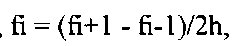 , fi = (fi+1 - fi-1)/2h,